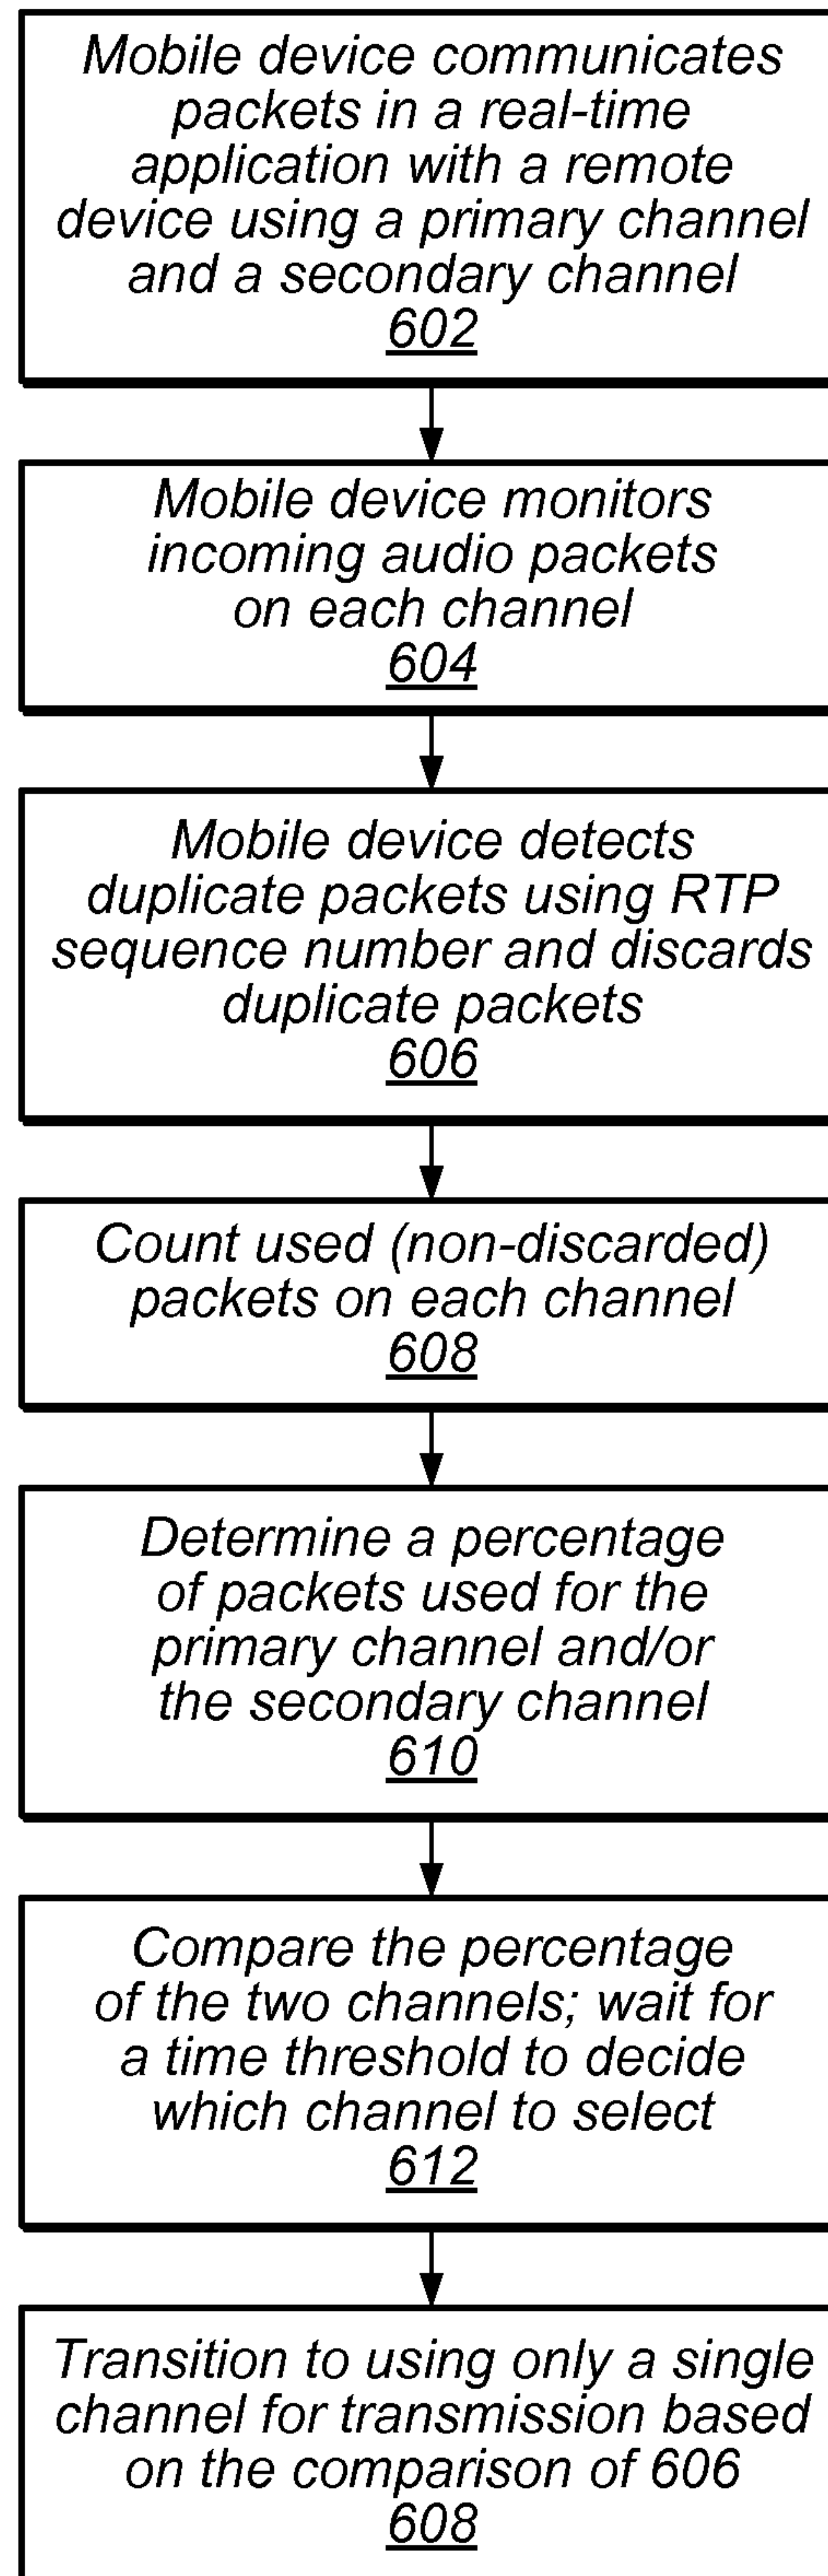 Mobile device communicates
packets in a real-time
application with a remote
device using a primary channel
and a secondary channel
602
Mobile device monitors
incoming audio packets
on each channel
604
Mobile device detects
duplicate packets using RTP
sequence number and discards
duplicate packets
606
Count used (non-discarded)
packets on each channel
608
Determine a percentage
of packets used for the
primary channel and/or
the secondary channel
610
Compare the percentage
of the two channels; wait for
a time threshold to decide
which channel to select
612
Transition to using only a single
channel for transmission based
on the comparison of 606
608